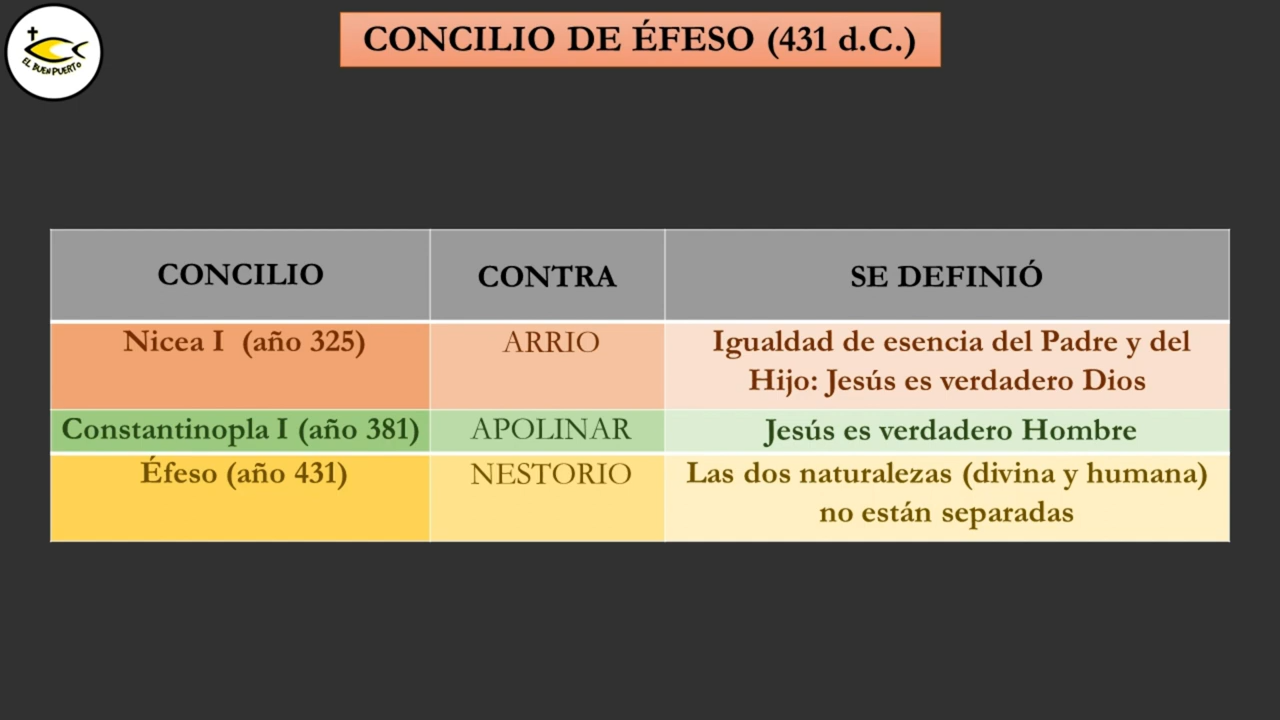 EL BUEN PUERTO
CONCILIO DE ÉFESO (431 d.C.)
CONCILIO
CONTRA
SE DEFINIÓ
Nicea I (año 325)
ARRIO
Igualdad de esencia del Padre y del
Hijo: Jesús es verdadero Dios
Constantinopla I (año 381)
APOLINAR
Jesús es verdadero Hombre
Éfeso (año 431)
NESTORIO
Las dos naturalezas (divina y humana)
no están separadas